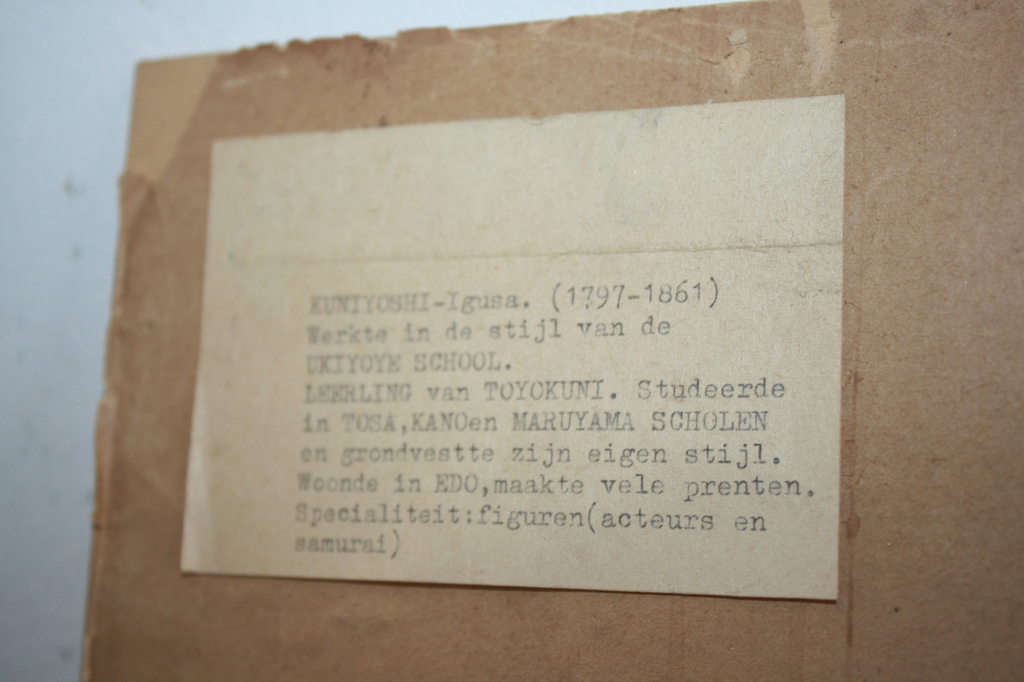 KUNIYOSHI-Igusa. (1797-1861)
Werkte in de stijl van de
UKIYOYE SCHOOL.
LEERLING van TOYOKUNI. Studeerde
in TOSA,KANOen MARUYAMA SCHOLEN
en grondvestte zijn eigen stijl.
Woonde in EDO,maakte vele prenten.
Specialiteit:figuren(acteurs en
samurai)